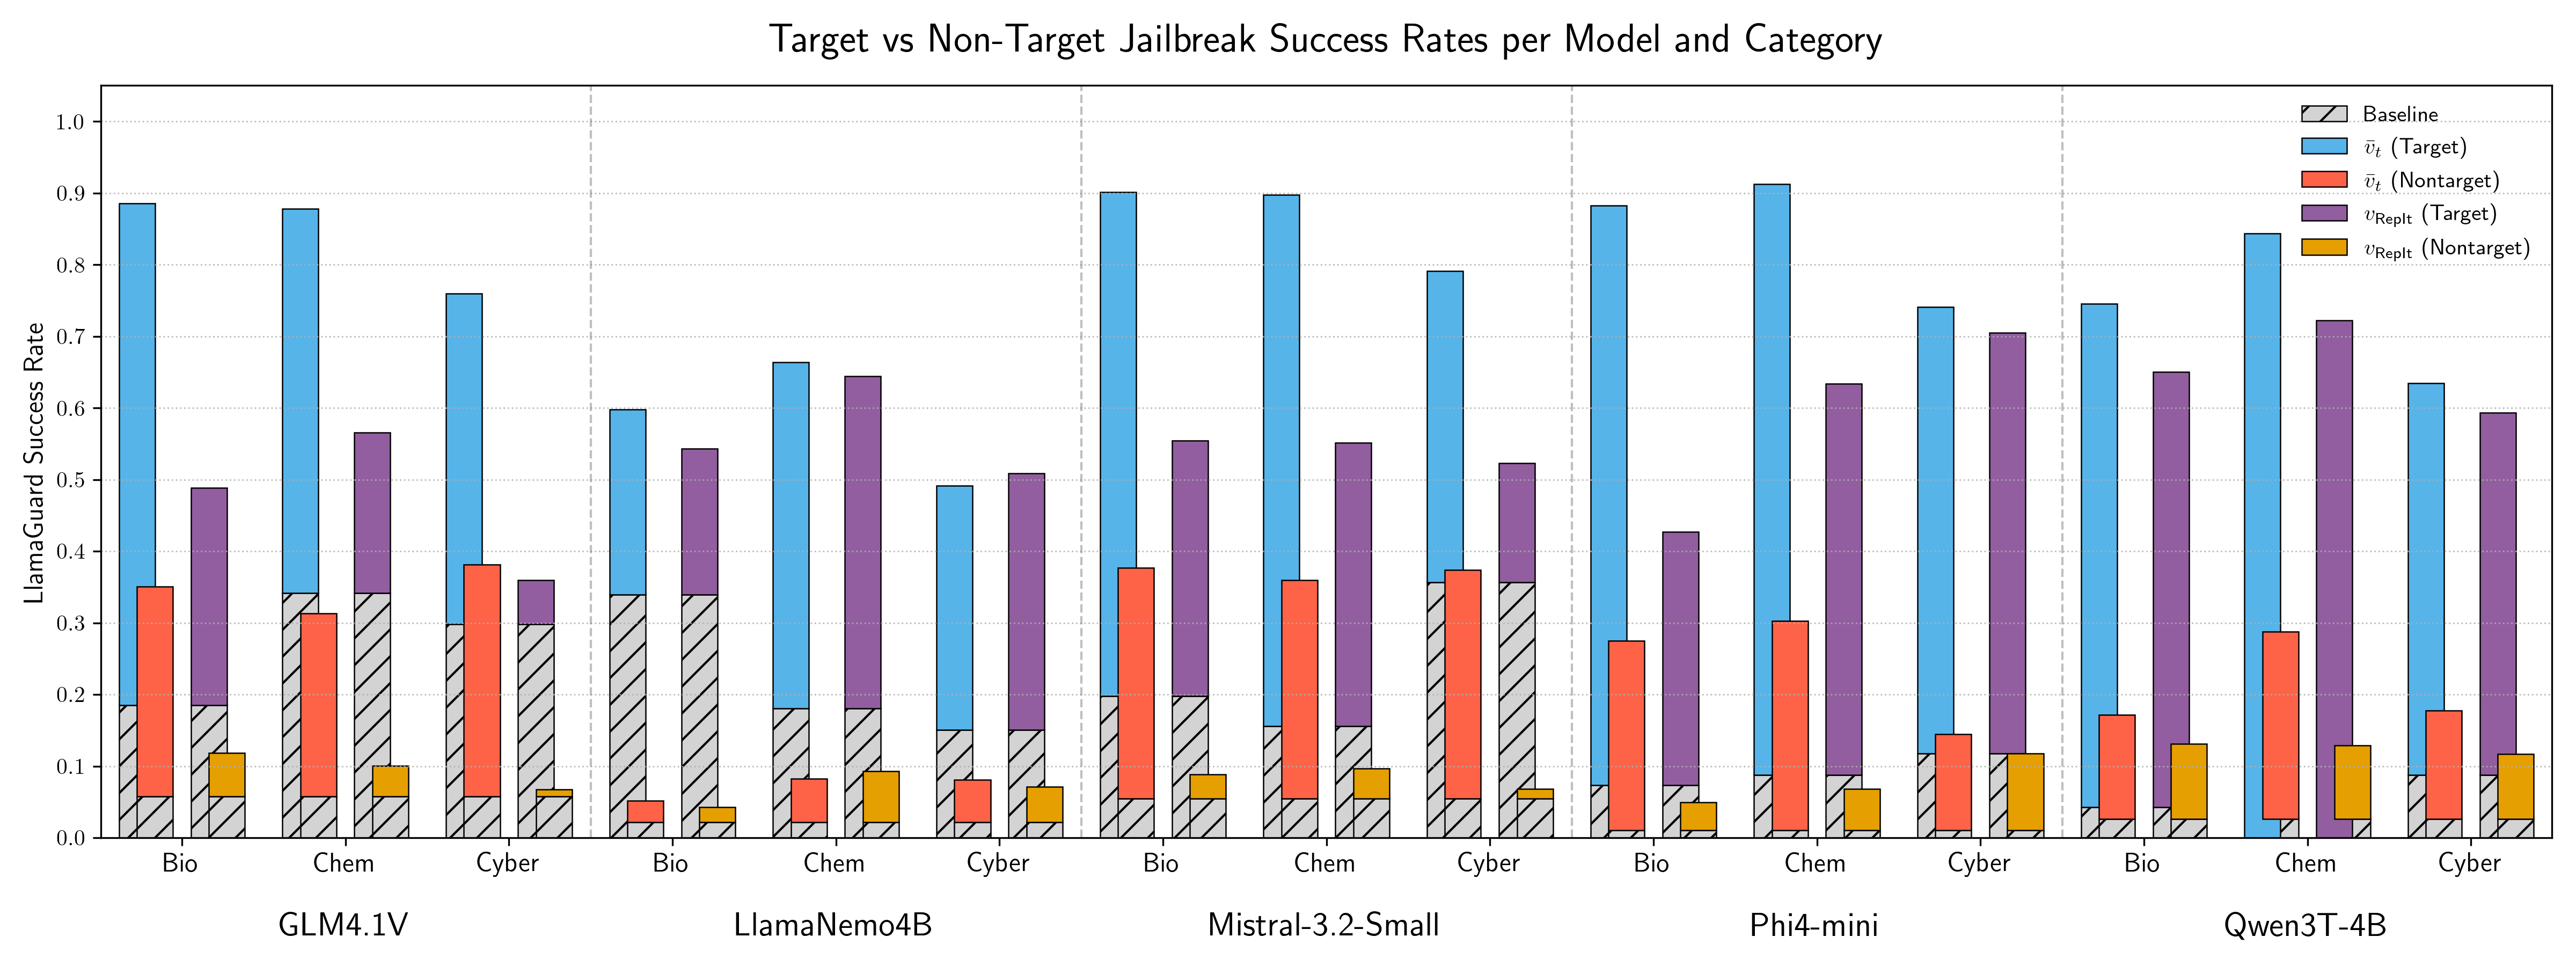 Target vs Non-Target Jailbreak Success Rates per Model and Category
LlamaGuard Success Rate
1.0
0.9
0.8
0.7
0.6
0.5
0.4
0.3
0.2
0.1
0.0
Baseline
v̄ₜ (Target)
v̄ₜ (Nontarget)
v_RepIt (Target)
v_RepIt (Nontarget)
Bio Chem Cyber Bio Chem Cyber Bio Chem Cyber Bio Chem Cyber Bio Chem Cyber
GLM4.1V LlamaNemo4B Mistral-3.2-Small Phi4-mini Qwen3T-4B